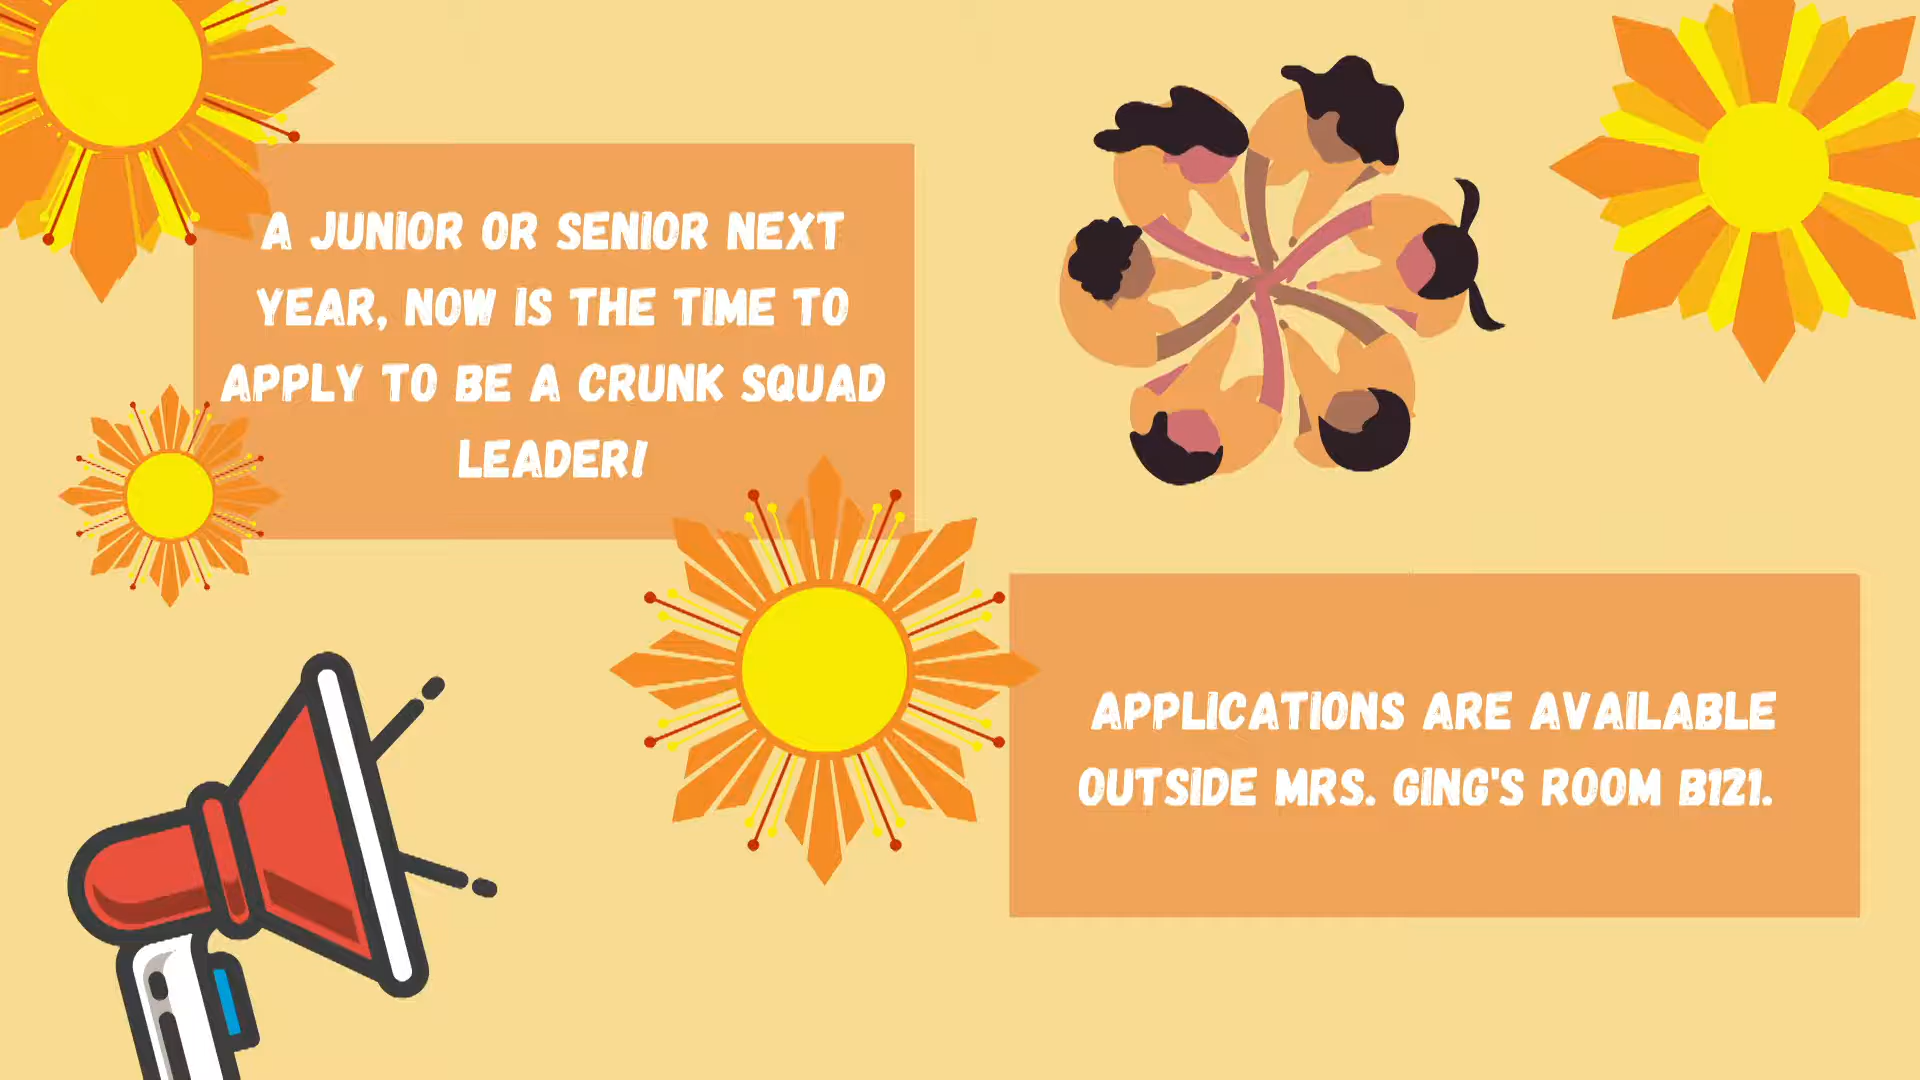 A JUNIOR OR SENIOR NEXT
YEAR, NOW IS THE TIME TO
APPLY TO BE A CRUNK SQUAD
LEADER!
APPLICATIONS ARE AVAILABLE
OUTSIDE MRS. GING'S ROOM B121.